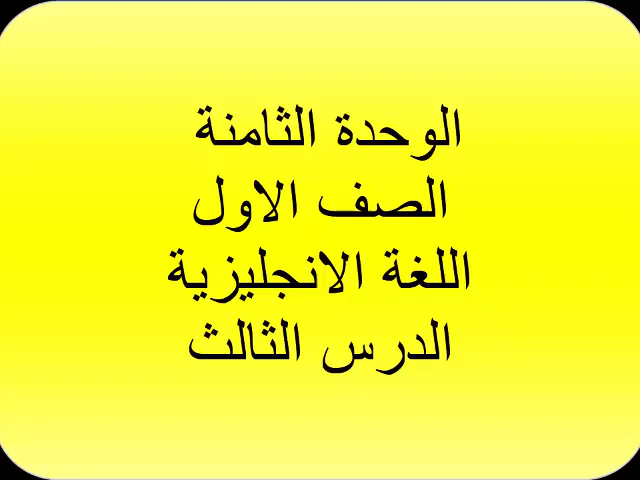 الوحدة الثامنة
الصف الاول
اللغة الانجليزية
الدرس الثالث